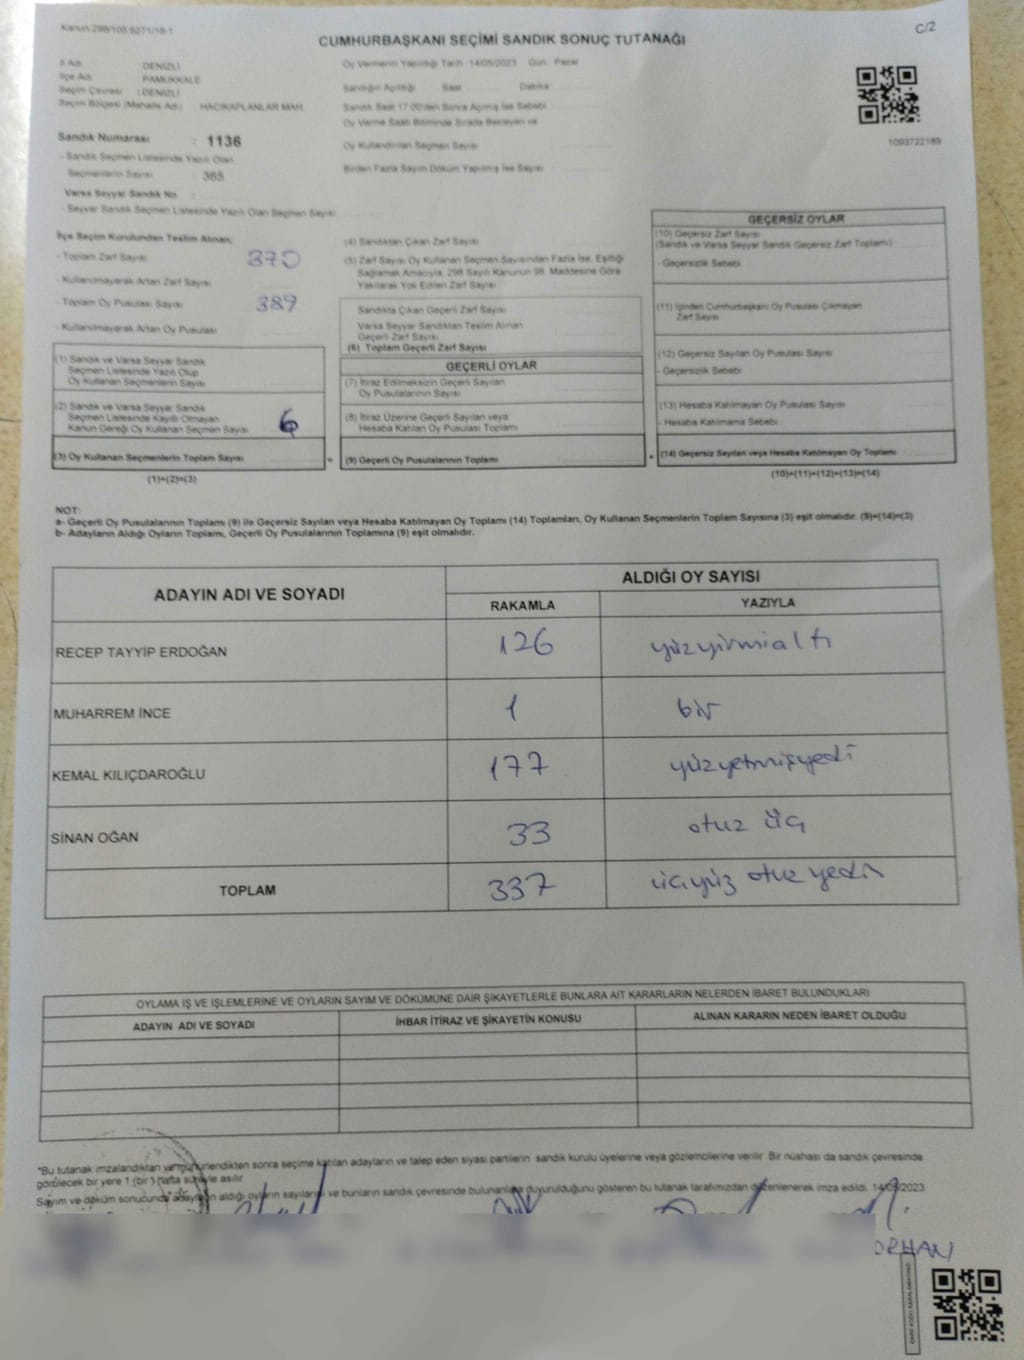 Kanun:298/105,6271/18-1
C/2
CUMHURBAŞKANI SEÇİMİ SANDIK SONUÇ TUTANAĞI
İl Adı : DENİZLİ
İlçe Adı : PAMUKKALE
Seçim Çevresi : DENİZLİ
Seçim Bölgesi (Mahalle Adı) : HACIKAPLANLAR MAH.
Sandık Numarası : 1136
- Sandık Seçmen Listesinde Yazılı Olan
Seçmenlerin Sayısı : 365
Varsa Seyyar Sandık No :
- Seyyar Sandık Seçmen Listesinde Yazılı Olan Seçmen Sayısı
Oy Vermenin Yapıldığı Tarih : 14/05/2023 Gün : Pazar
Sandığın Açıldığı Saat Dakika
Sandık Saat 17.00'den Sonra Açılmış İse Sebebi
Oy Verme Saati Bitiminde Sırada Bekleyen ve
Oy Kullandırılan Seçmen Sayısı
Birden Fazla Sayım Döküm Yapılmış İse Sayısı
1093722189
İlçe Seçim Kurulundan Teslim Alınan;
- Toplam Zarf Sayısı 370
- Kullanılmayarak Artan Zarf Sayısı
- Toplam Oy Pusulası Sayısı 389
- Kullanılmayarak Artan Oy Pusulası
(1) Sandık ve Varsa Seyyar Sandık
Seçmen Listesinde Yazılı Olup
Oy Kullanan Seçmenlerin Sayısı
(2) Sandık ve Varsa Seyyar Sandık
Seçmen Listesinde Kayıtlı Olmayan
Kanun Gereği Oy Kullanan Seçmen Sayısı 6
(3) Oy Kullanan Seçmenlerin Toplam Sayısı
(1)+(2)=(3)
=
(4) Sandıktan Çıkan Zarf Sayısı
(5) Zarf Sayısı Oy Kullanan Seçmen Sayısından Fazla İse, Eşitliği
Sağlamak Amacıyla, 298 Sayılı Kanunun 98. Maddesine Göre
Yakılarak Yok Edilen Zarf Sayısı
Sandıkta Çıkan Geçerli Zarf Sayısı
Varsa Seyyar Sandıktan Teslim Alınan
Geçerli Zarf Sayısı
(6) Toplam Geçerli Zarf Sayısı
GEÇERLİ OYLAR
(7) İtiraz Edilmeksizin Geçerli Sayılan
Oy Pusulalarının Sayısı
(8) İtiraz Üzerine Geçerli Sayılan veya
Hesaba Katılan Oy Pusulası Toplamı
(9) Geçerli Oy Pusulalarının Toplamı
+
GEÇERSİZ OYLAR
(10) Geçersiz Zarf Sayısı
(Sandık ve Varsa Seyyar Sandık Geçersiz Zarf Toplamı)
- Geçersizlik Sebebi
(11) İçinden Cumhurbaşkanı Oy Pusulası Çıkmayan
Zarf Sayısı
(12) Geçersiz Sayılan Oy Pusulası Sayısı
- Geçersizlik Sebebi
(13) Hesaba Katılmayan Oy Pusulası Sayısı
- Hesaba Katılmama Sebebi
(14) Geçersiz Sayılan veya Hesaba Katılmayan Oy Toplamı
(10)+(11)+(12)+(13)=(14)
NOT:
a- Geçerli Oy Pusulalarının Toplamı (9) ile Geçersiz Sayılan veya Hesaba Katılmayan Oy Toplamı (14) Toplamları, Oy Kullanan Seçmenlerin Toplam Sayısına (3) eşit olmalıdır. (9)+(14)=(3)
b- Adayların Aldığı Oyların Toplamı, Geçerli Oy Pusulalarının Toplamına (9) eşit olmalıdır.
ADAYIN ADI VE SOYADI
ALDIĞI OY SAYISI
RAKAMLA YAZIYLA
RECEP TAYYİP ERDOĞAN 126 yüzyirmialtı
MUHARREM İNCE 1 bir
KEMAL KILIÇDAROĞLU 177 yüzyetmişyedi
SİNAN OĞAN 33 otuz üç
TOPLAM 337 üçyüz otuz yedi
OYLAMA İŞ VE İŞLEMLERİNE VE OYLARIN SAYIM VE DÖKÜMÜNE DAİR ŞİKAYETLERLE BUNLARA AİT KARARLARIN NELERDEN İBARET BULUNDUKLARI
ADAYIN ADI VE SOYADI İHBAR İTİRAZ VE ŞİKAYETİN KONUSU ALINAN KARARIN NEDEN İBARET OLDUĞU
"Bu tutanak imzalandıktan ve mühürlendikten sonra seçime katılan adayların ve talep eden siyasi partilerin sandık kurulu üyelerine veya gözlemcilerine verilir. Bir nüshası da sandık çevresinde
görülecek bir yere 1 (bir) hafta süreyle asılır.
Sayım ve döküm sonucunda adayların aldığı oyların sayılarını ve bunların sandık çevresinde bulunanlara duyurulduğunu gösteren bu tutanak tarafımızdan düzenlenerek imza edildi. 14/05/2023
ORHAN